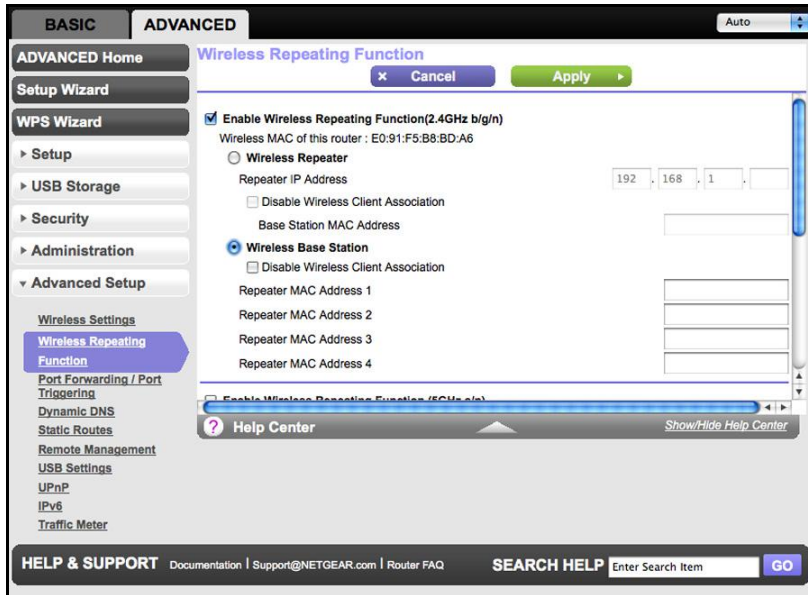 BASIC
ADVANCED
Auto
ADVANCED Home
Setup Wizard
WPS Wizard
Setup
USB Storage
Security
Administration
Advanced Setup
Wireless Settings
Wireless Repeating
Function
Port Forwarding / Port
Triggering
Dynamic DNS
Static Routes
Remote Management
USB Settings
UPnP
IPv6
Traffic Meter
Wireless Repeating Function
Cancel
Apply
Enable Wireless Repeating Function(2.4GHz b/g/n)
Wireless MAC of this router : E0:91:F5:B8:BD:A6
Wireless Repeater
Repeater IP Address 192 . 168 . 1 .
Disable Wireless Client Association
Base Station MAC Address
Wireless Base Station
Disable Wireless Client Association
Repeater MAC Address 1
Repeater MAC Address 2
Repeater MAC Address 3
Repeater MAC Address 4
Enable Wireless Repeating Function (5GHz a/n)
? Help Center
Show/Hide Help Center
HELP & SUPPORT Documentation | Support@NETGEAR.com | Router FAQ
SEARCH HELP Enter Search Item GO